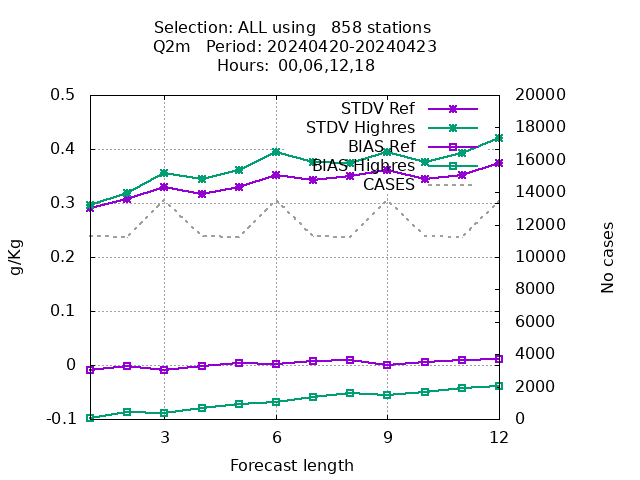 Selection: ALL using   858 stations
Q2m   Period: 20240420-20240423
Hours:  00,06,12,18
STDV Ref
STDV Highres
BIAS Ref
BIAS Highres
CASES
0.5
0.4
0.3
0.2
0.1
0
-0.1
g/Kg
20000
18000
16000
14000
12000
10000
8000
6000
4000
2000
0
No cases
3 6 9 12
Forecast length